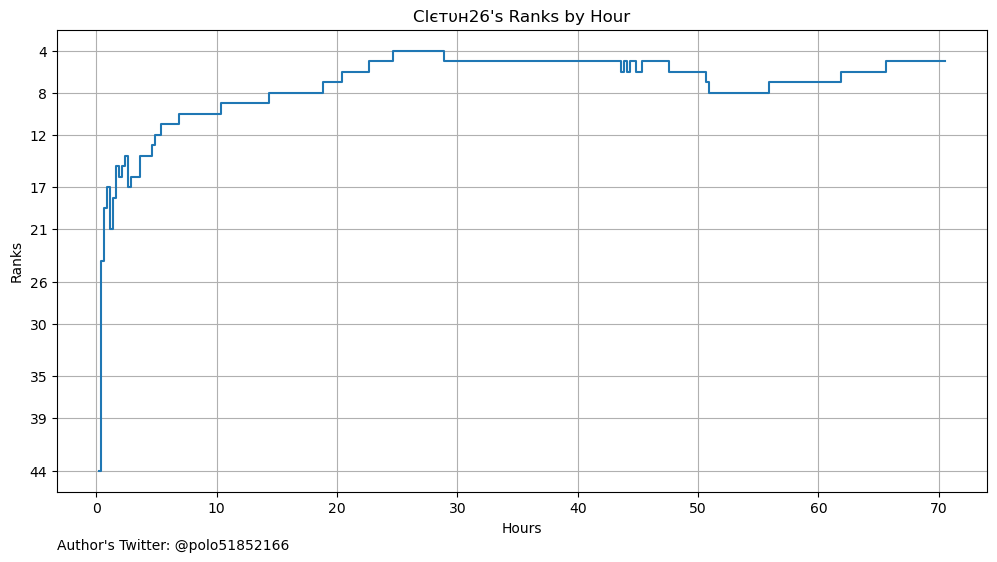 Clєтυн26's Ranks by Hour
4
8
12
17
21
26
30
35
39
44
Ranks
0 10 20 30 40 50 60 70
Hours
Author's Twitter: @polo51852166